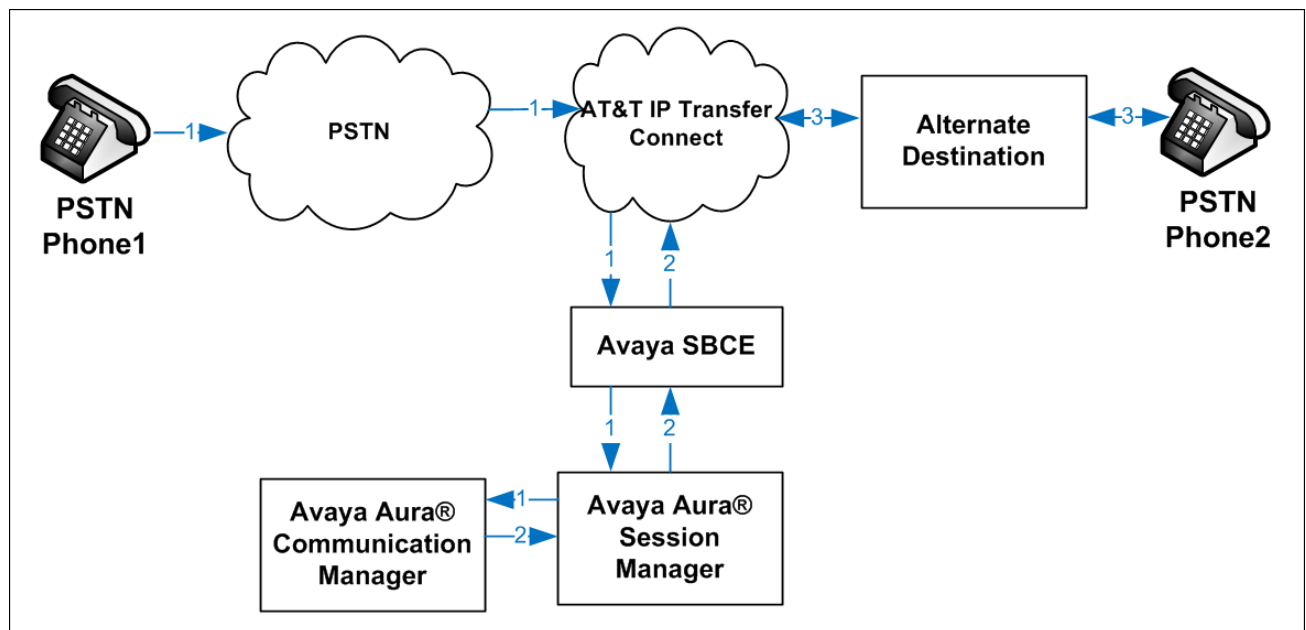 PSTN
Phone1
1
PSTN
1
AT&T IP Transfer
Connect
3
Alternate
Destination
3
PSTN
Phone2
1
2
Avaya SBCE
1
2
Avaya Aura®
Communication
Manager
1
2
Avaya Aura®
Session
Manager